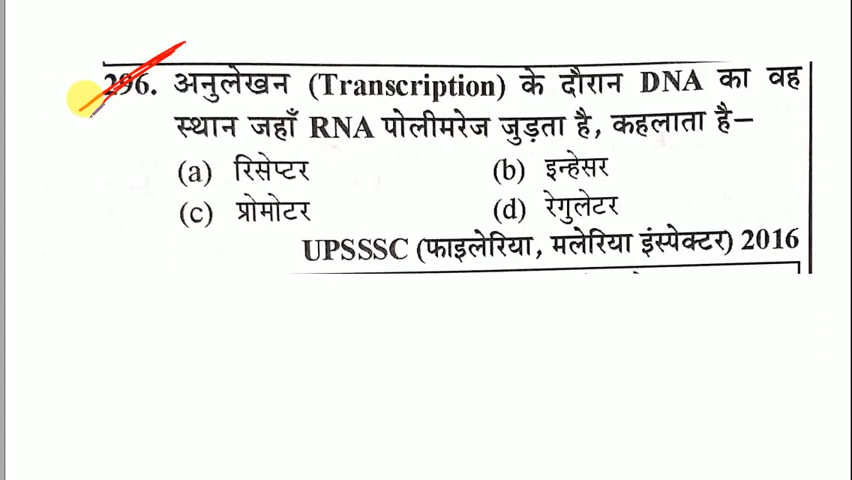 296. अनुलेखन (Transcription) के दौरान DNA का वह
स्थान जहाँ RNA पोलीमरेज जुड़ता है, कहलाता है–
(a) रिसेप्टर (b) इन्हेसर
(c) प्रोमोटर (d) रेगुलेटर
UPSSSC (फाइलेरिया, मलेरिया इंस्पेक्टर) 2016